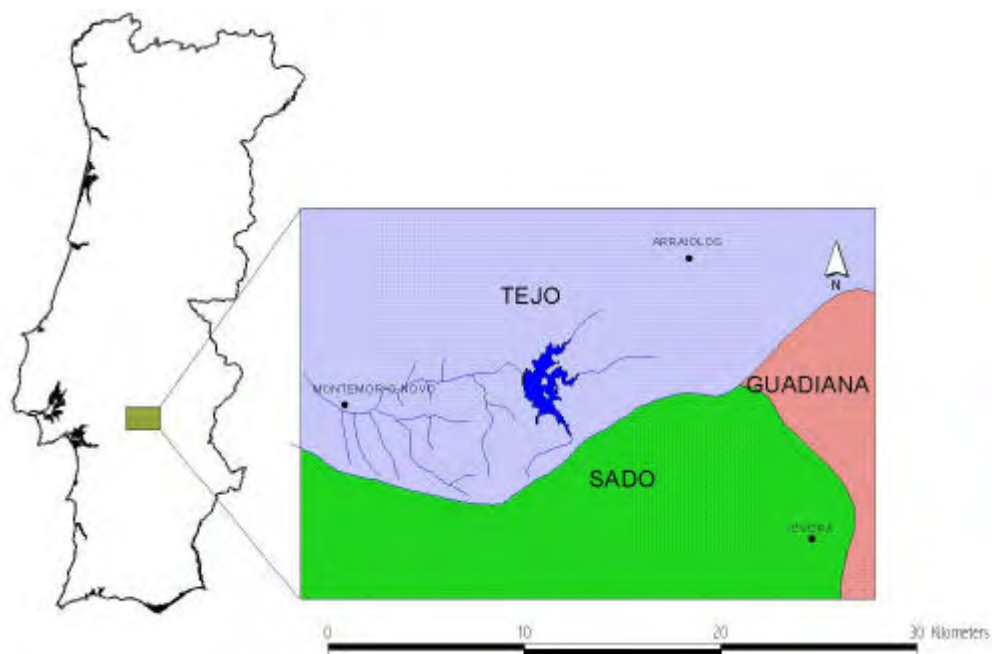 ARRAIOLOS
N
TEJO
MONTEMOR-O-NOVO
GUADIANA
SADO
ÉVORA
0 10 20 30 Kilometers